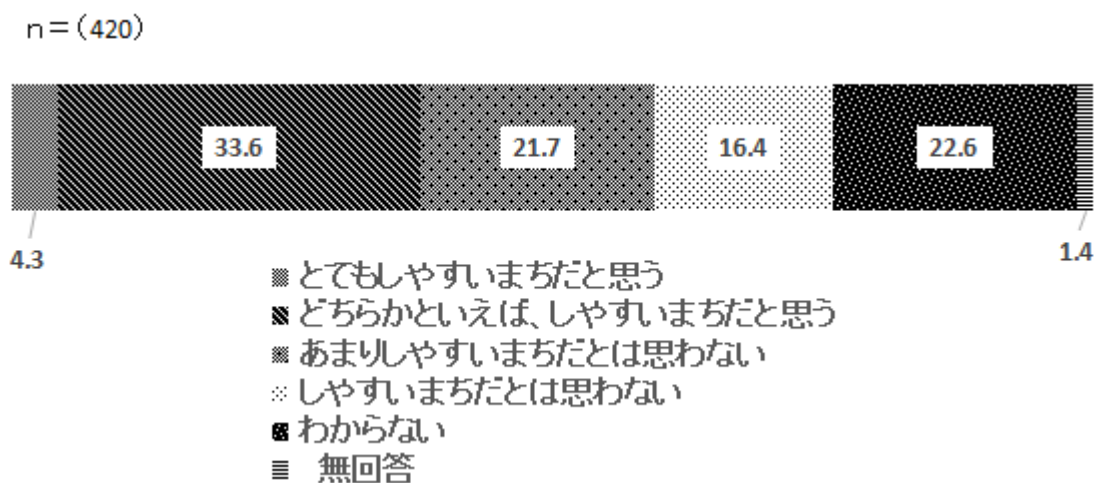 n=(420)
33.6 21.7 16.4 22.6
4.3 1.4
とてもしやすいまちだと思う
どちらかといえば、しやすいまちだと思う
あまりしやすいまちだとは思わない
しやすいまちだとは思わない
わからない
無回答